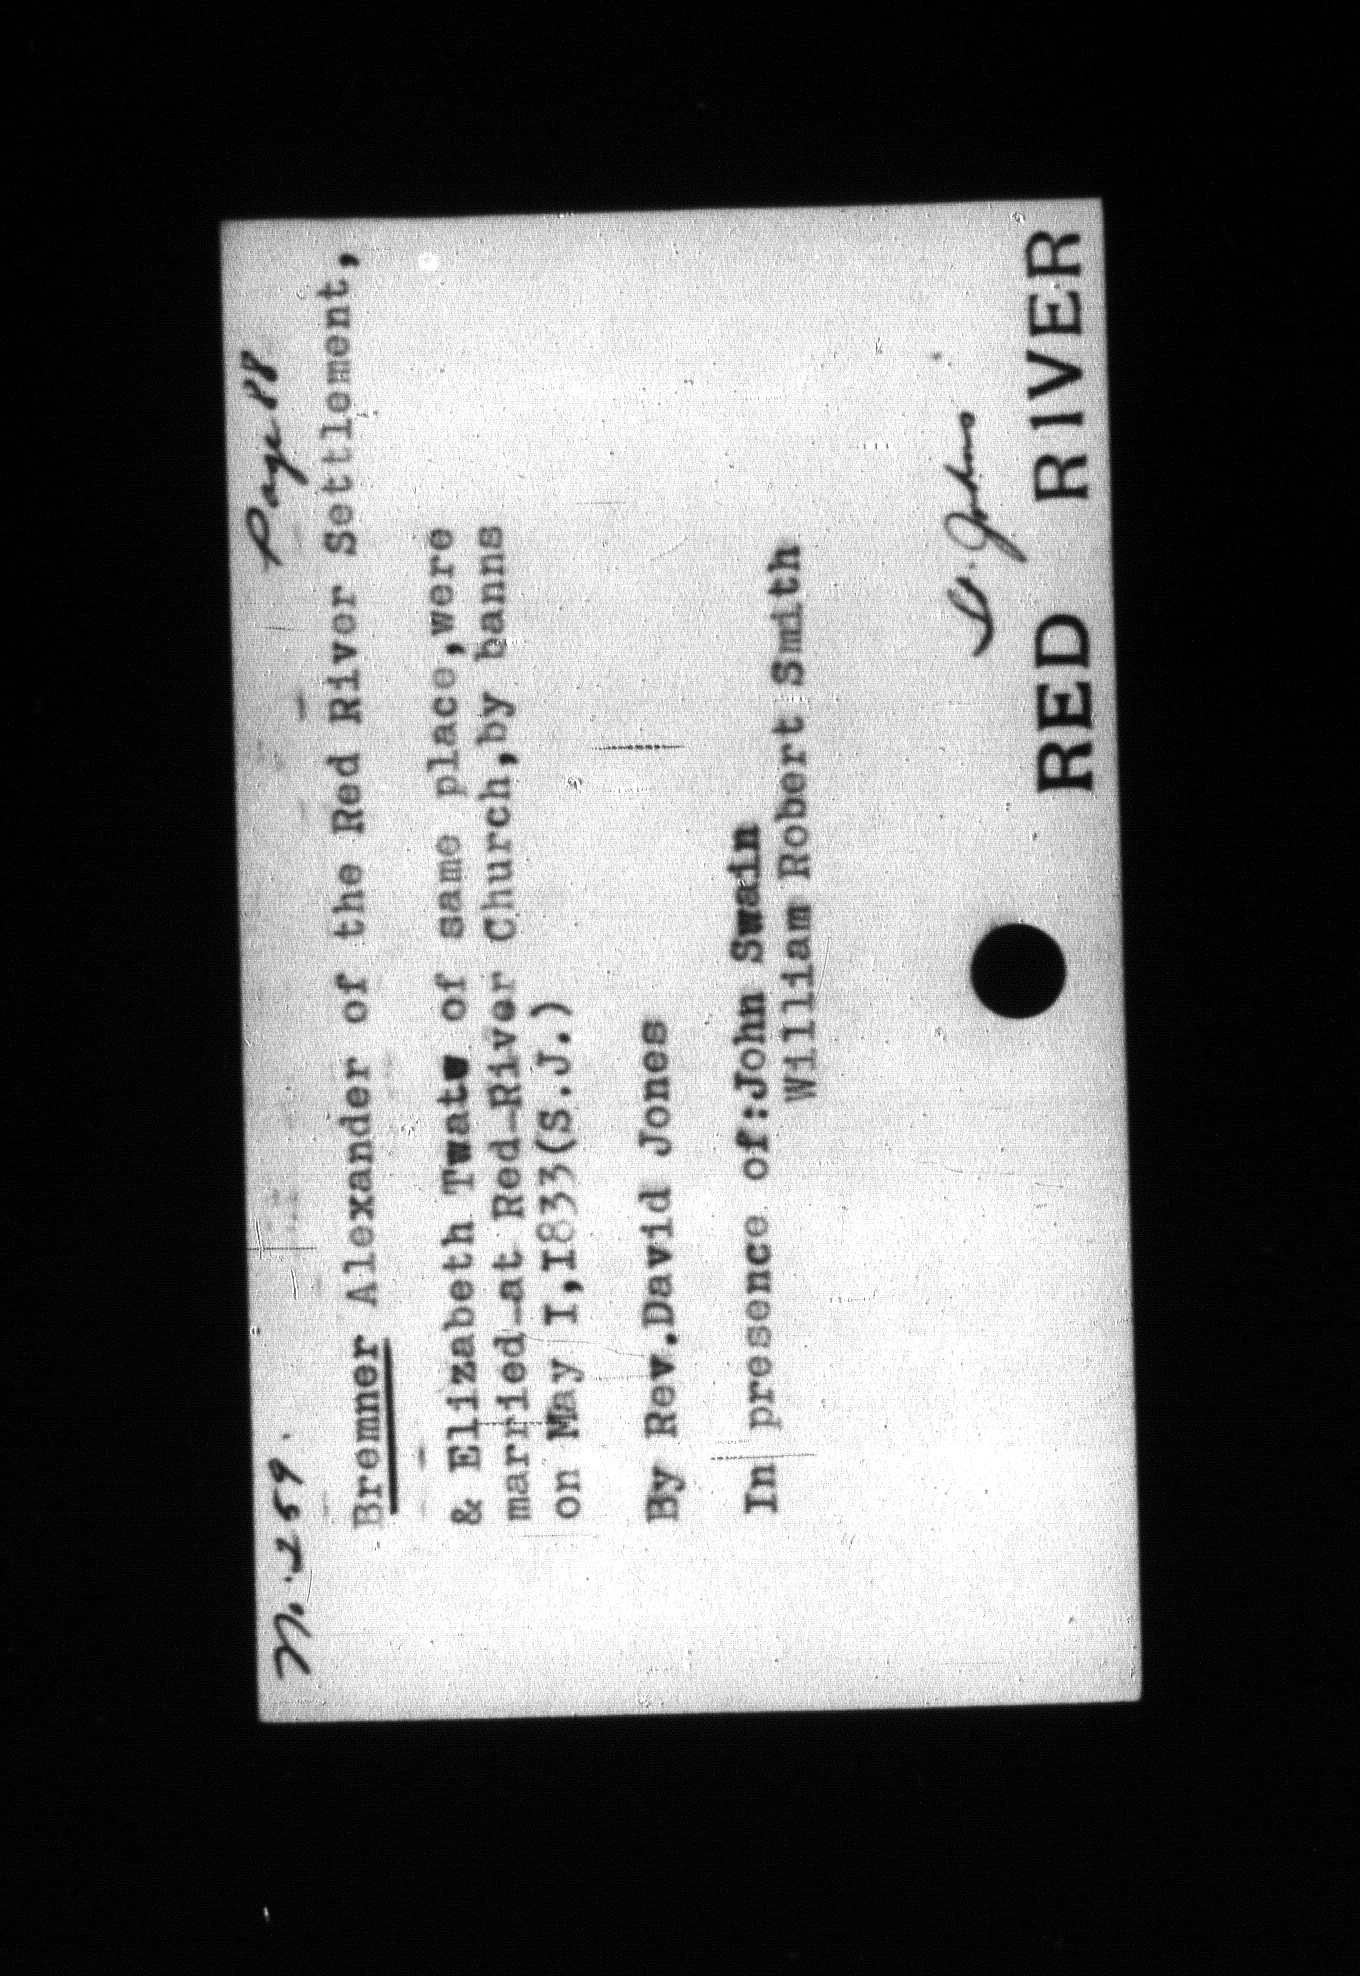 M. 259. Page 88
Bremner Alexander of the Red River Settlement,
& Elizabeth Twatt of same place,were
married at Red River Church,by banns
on May I,I833(S.J.)
By Rev.David Jones
In presence of:John Swain
William Robert Smith
St. Johns
RED RIVER